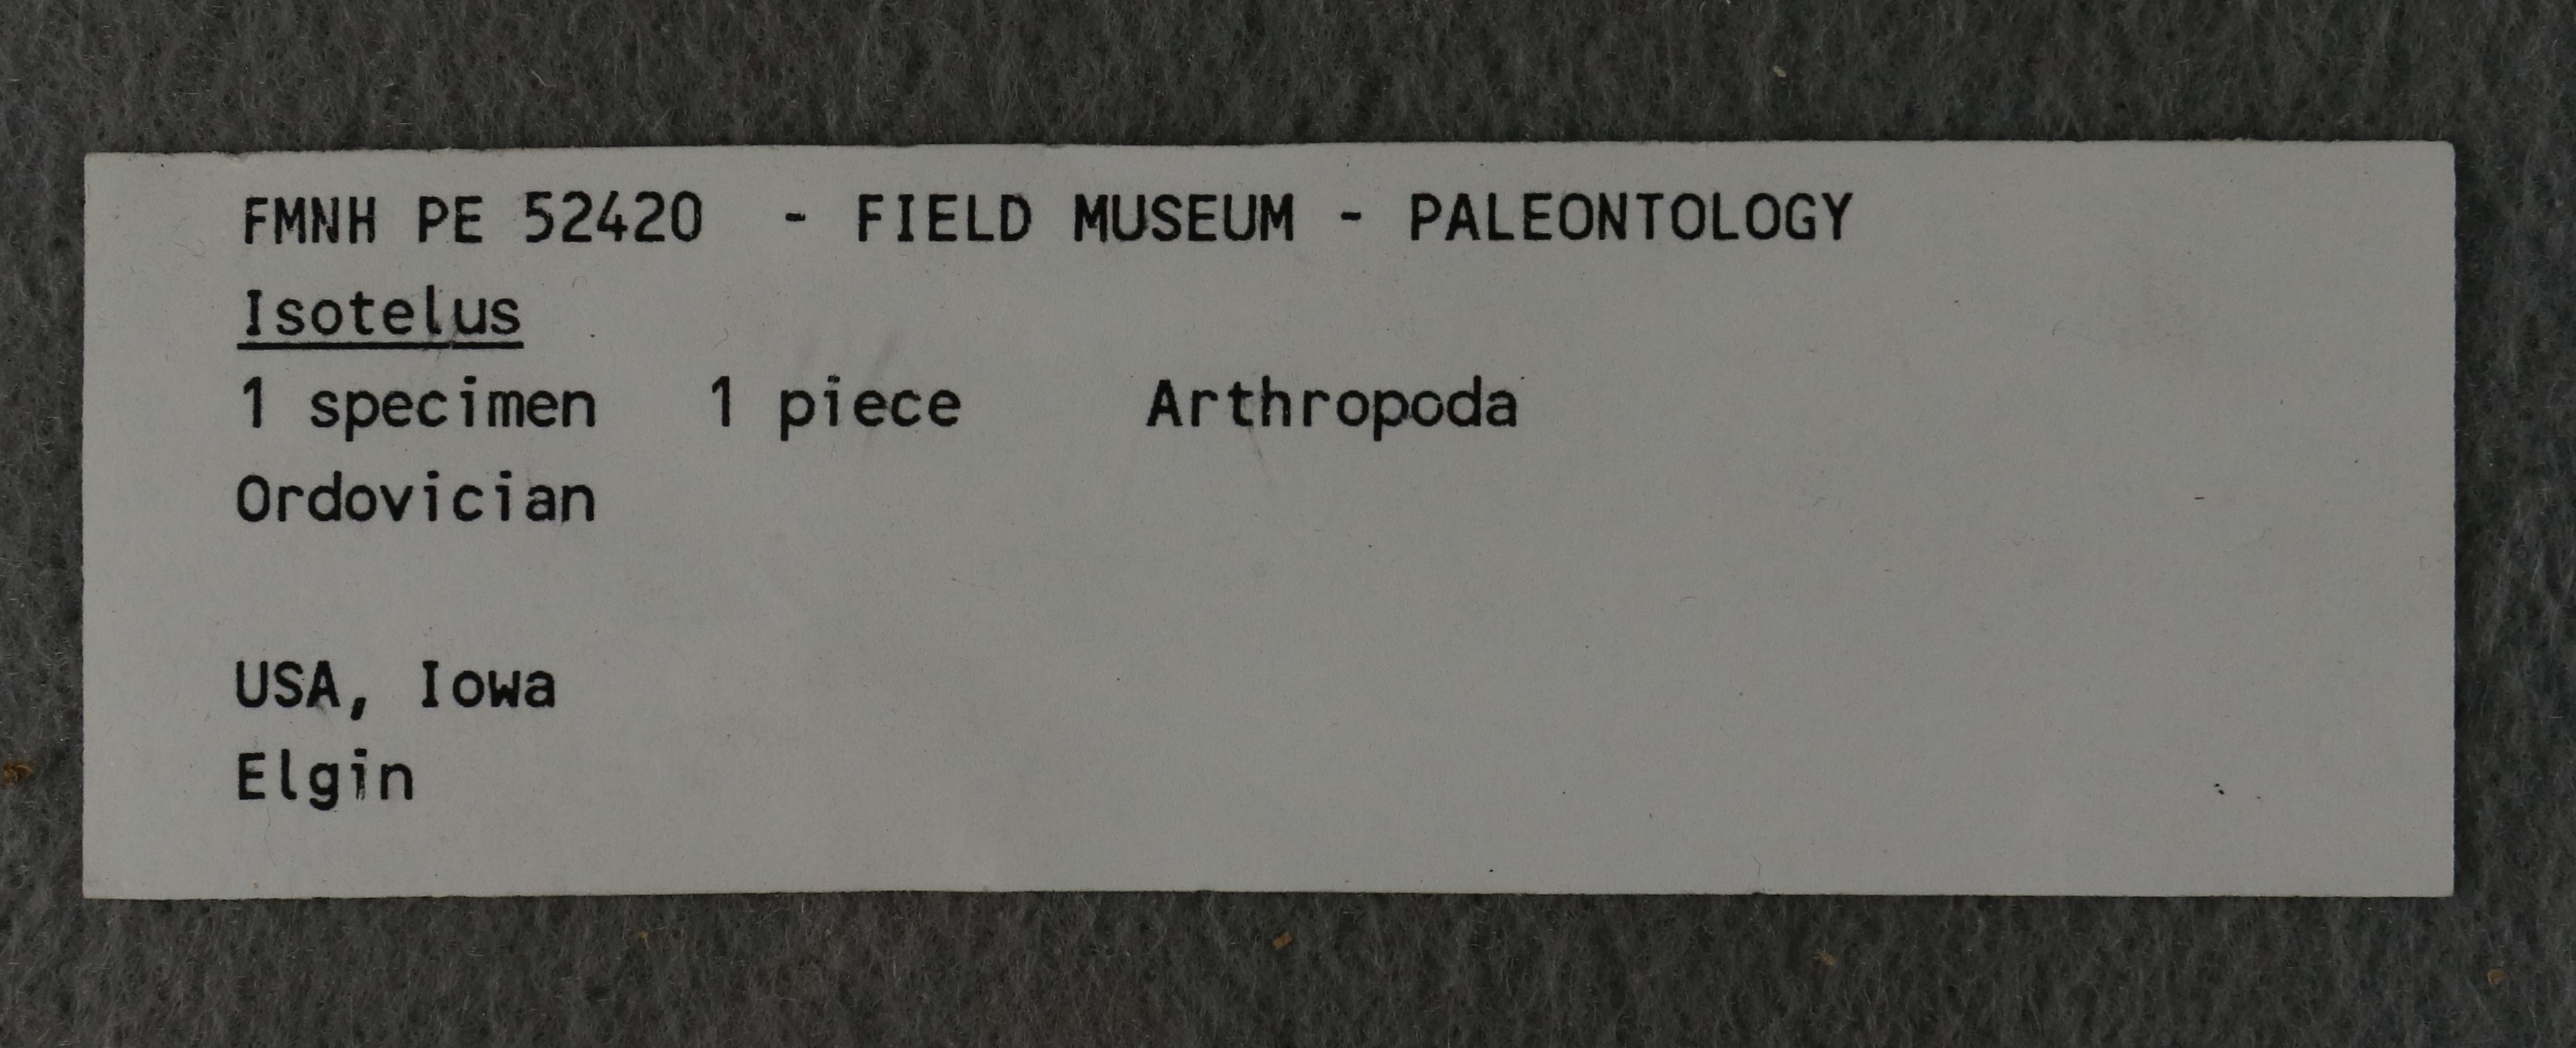 FMNH PE 52420 - FIELD MUSEUM - PALEONTOLOGY
Isotelus
1 specimen 1 piece Arthropoda
Ordovician
USA, Iowa
Elgin